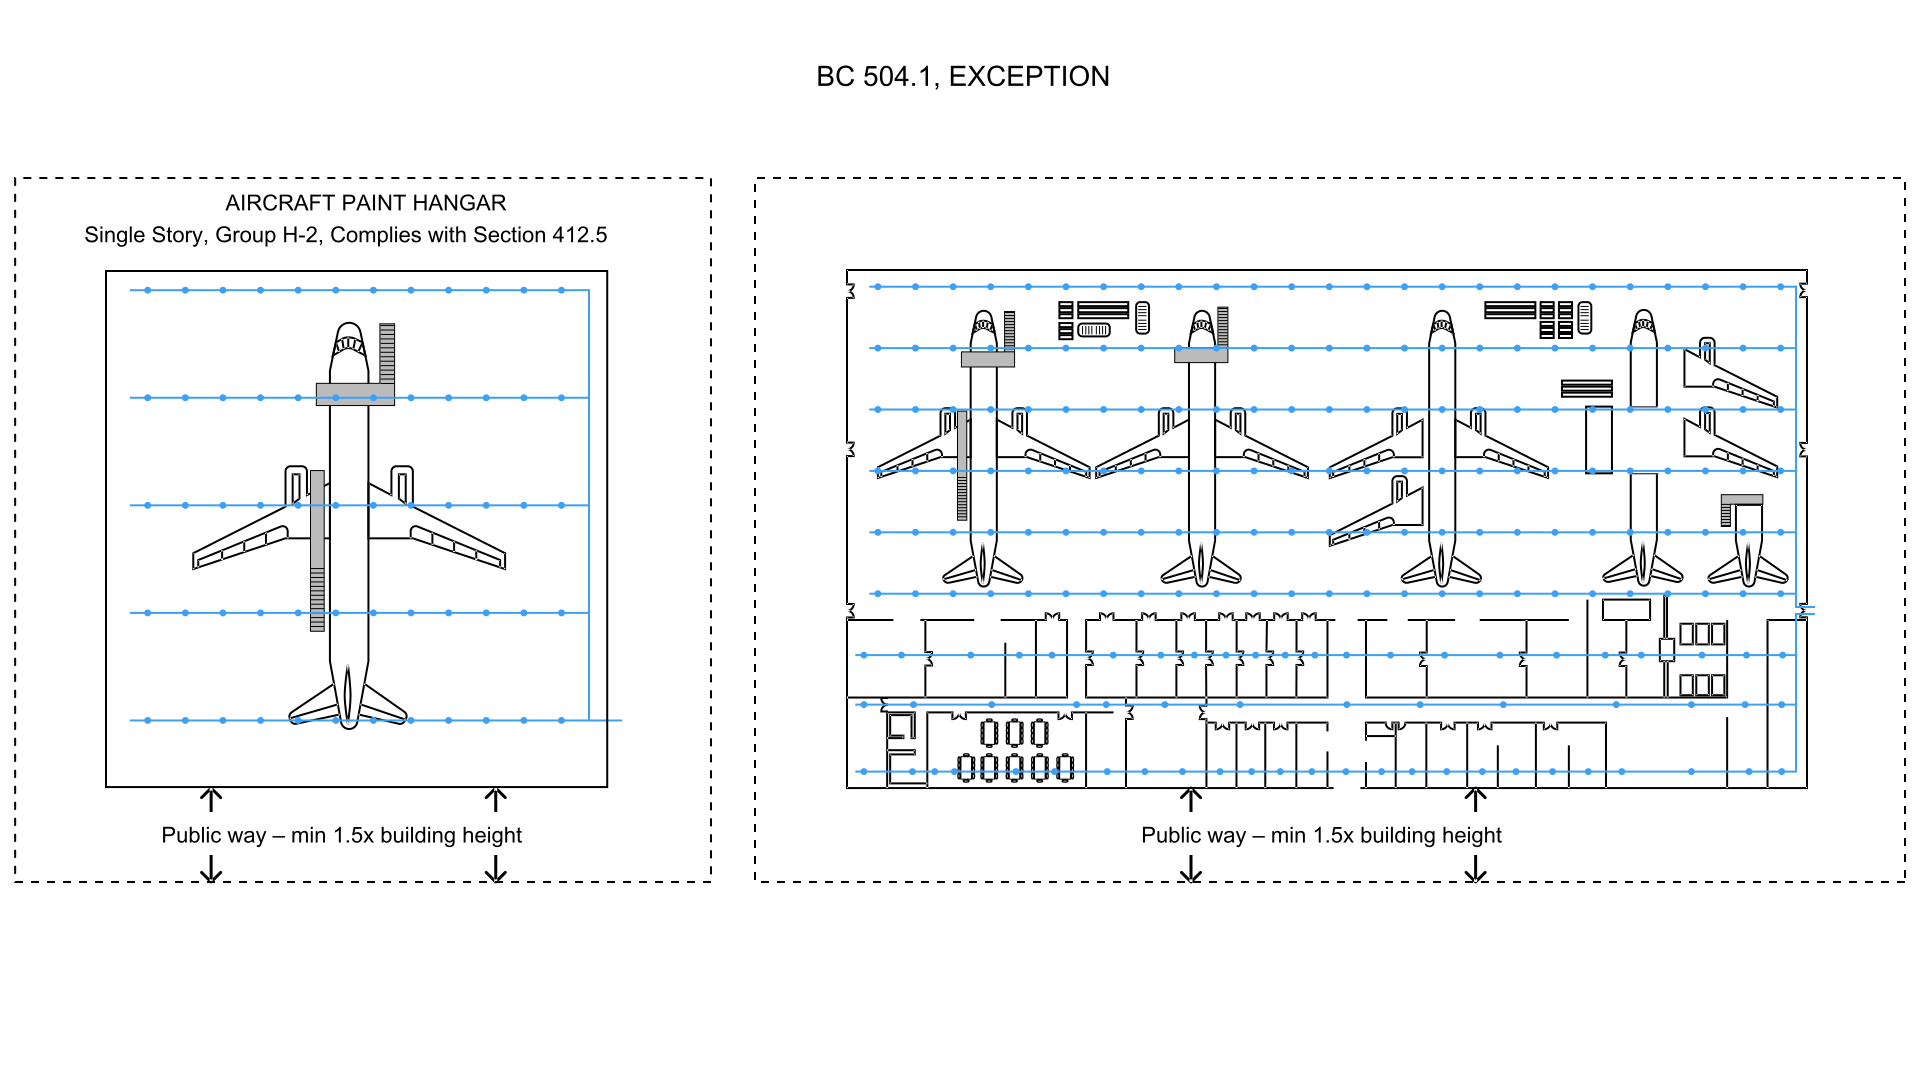 BC 504.1, EXCEPTION
AIRCRAFT PAINT HANGAR
Single Story, Group H-2, Complies with Section 412.5
Public way – min 1.5x building height
Public way – min 1.5x building height